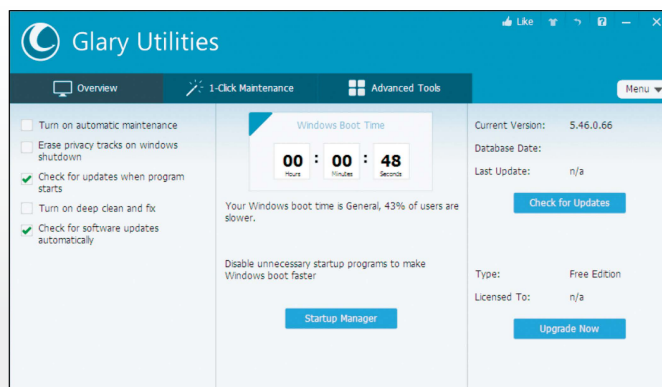 Like
Glary Utilities
Overview
1-Click Maintenance
Advanced Tools
Menu
Turn on automatic maintenance
Erase privacy tracks on windows
shutdown
Check for updates when program
starts
Turn on deep clean and fix
Check for software updates
automatically
Windows Boot Time
00 : 00 : 48
Hours Minutes Seconds
Your Windows boot time is General, 43% of users are
slower.
Disable unnecessary startup programs to make
Windows boot faster
Startup Manager
Current Version: 5.46.0.66
Database Date:
Last Update: n/a
Check for Updates
Type: Free Edition
Licensed To: n/a
Upgrade Now